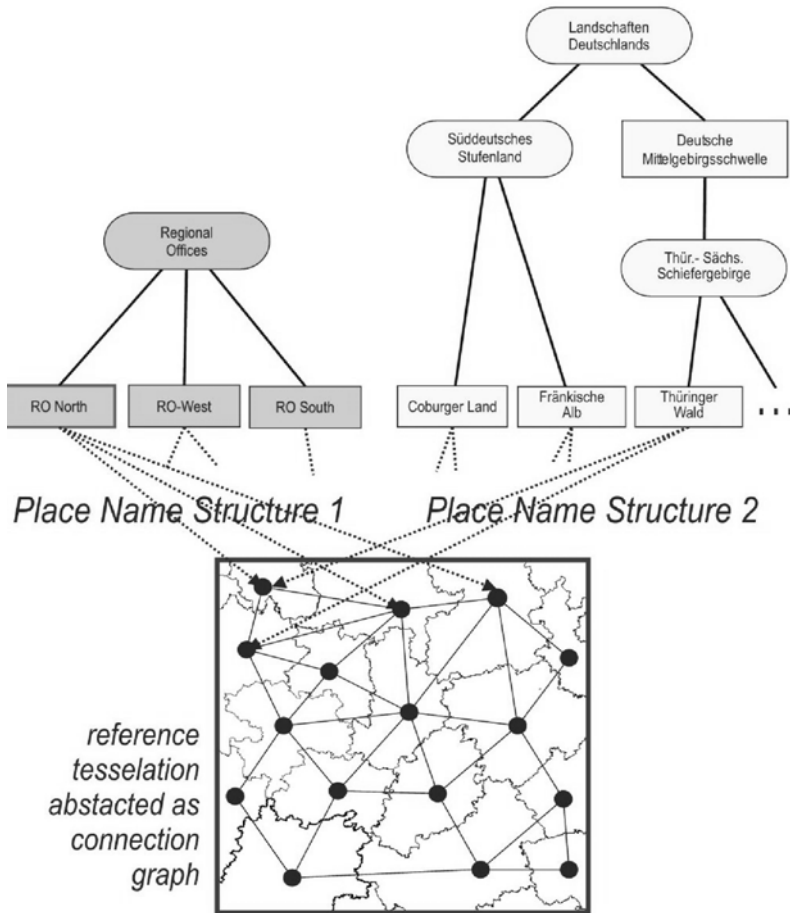 Landschaften
Deutschlands
Süddeutsches
Stufenland
Deutsche
Mittelgebirgsschwelle
Regional
Offices
Thür.- Sächs.
Schiefergebirge
RO North
RO-West
RO South
Coburger Land
Fränkische
Alb
Thüringer
Wald
...
Place Name Structure 1
Place Name Structure 2
reference
tesselation
abstacted as
connection
graph